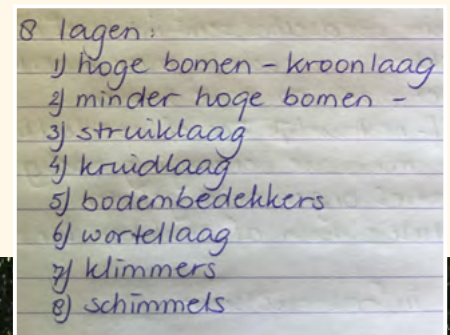 8 lagen:
1) hoge bomen - kroonlaag
2) minder hoge bomen -
3) struiklaag
4) kruidlaag
5) bodembedekkers
6) wortellaag
7) klimmers
8) schimmels